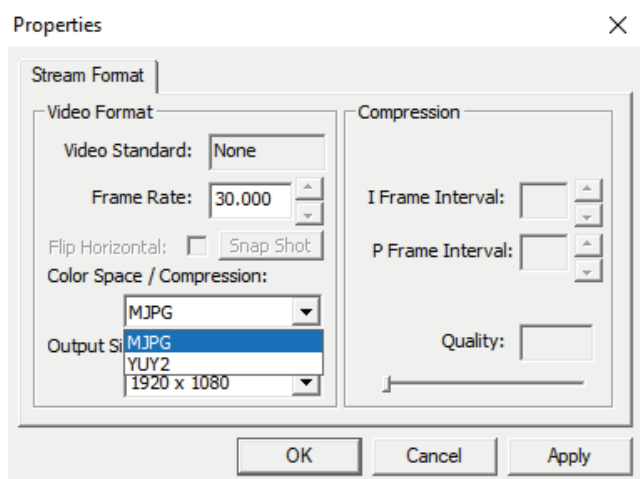 Properties
Stream Format
Video Format
Video Standard: None
Frame Rate: 30.000
Flip Horizontal: Snap Shot
Color Space / Compression:
MJPG
MJPG
YUY2
Output Si
1920 x 1080
Compression
I Frame Interval:
P Frame Interval:
Quality:
OK Cancel Apply